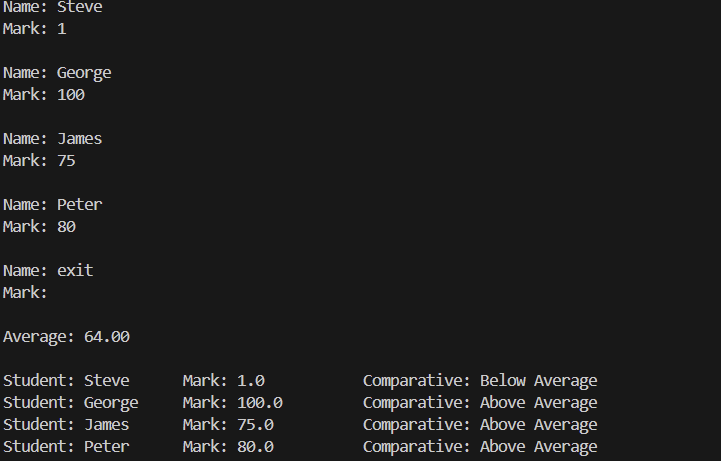 Name: Steve
Mark: 1
Name: George
Mark: 100
Name: James
Mark: 75
Name: Peter
Mark: 80
Name: exit
Mark:
Average: 64.00
Student: Steve Mark: 1.0 Comparative: Below Average
Student: George Mark: 100.0 Comparative: Above Average
Student: James Mark: 75.0 Comparative: Above Average
Student: Peter Mark: 80.0 Comparative: Above Average